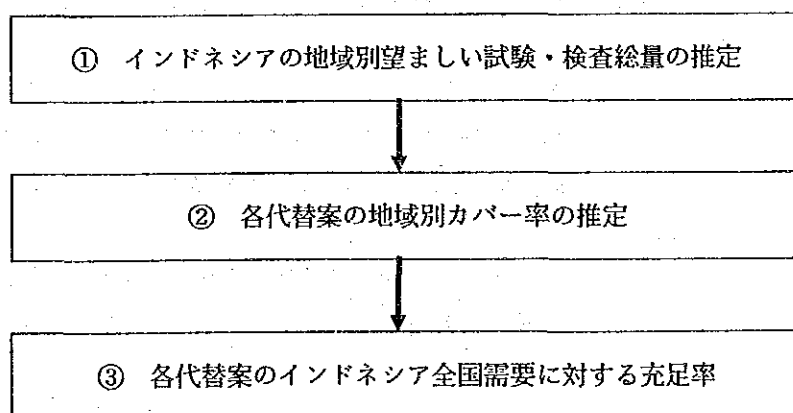 ① インドネシアの地域別望ましい試験・検査総量の推定
② 各代替案の地域別カバー率の推定
③ 各代替案のインドネシア全国需要に対する充足率